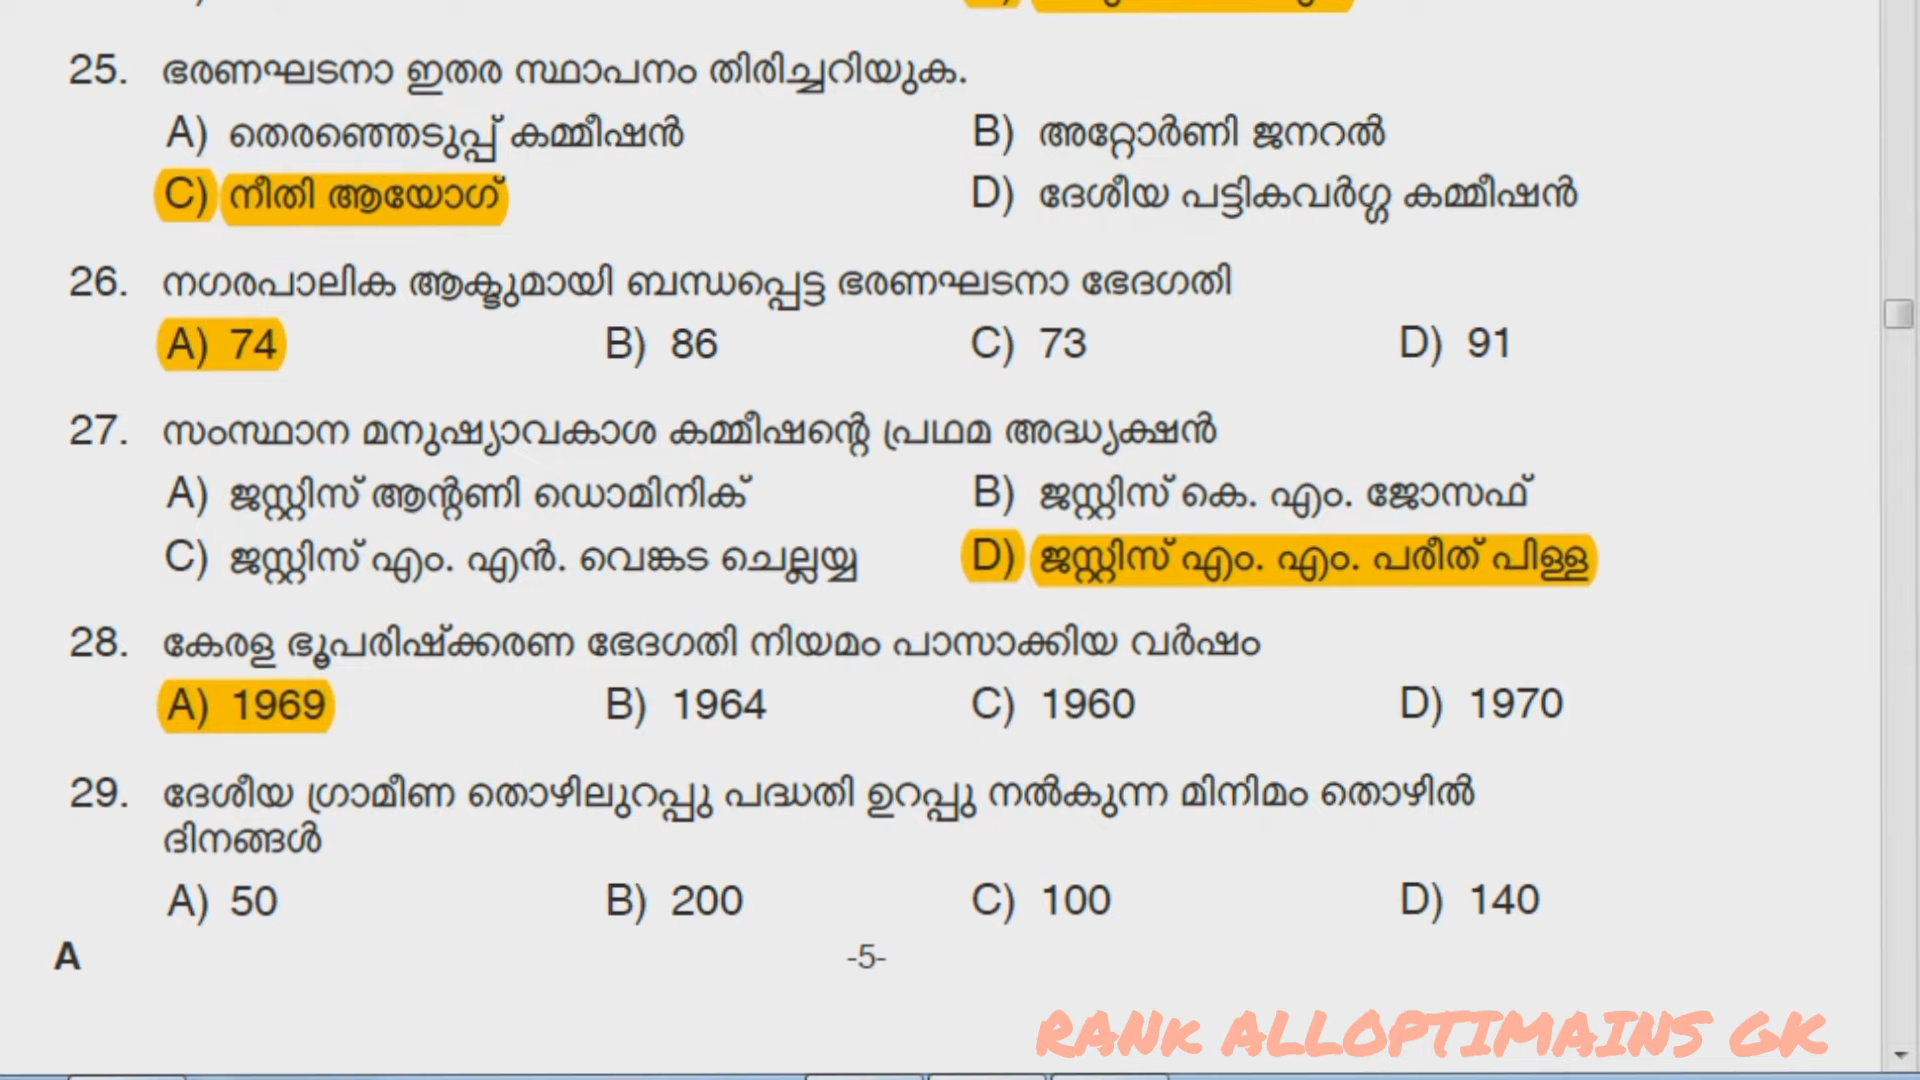 25. ഭരണഘടനാ ഇതര സ്ഥാപനം തിരിച്ചറിയുക.
A) തെരഞ്ഞെടുപ്പ് കമ്മീഷൻ B) അറ്റോർണി ജനറൽ
C) നീതി ആയോഗ് D) ദേശീയ പട്ടികവർഗ്ഗ കമ്മീഷൻ
26. നഗരപാലിക ആക്ടുമായി ബന്ധപ്പെട്ട ഭരണഘടനാ ഭേദഗതി
A) 74 B) 86 C) 73 D) 91
27. സംസ്ഥാന മനുഷ്യാവകാശ കമ്മീഷന്റെ പ്രഥമ അദ്ധ്യക്ഷൻ
A) ജസ്റ്റിസ് ആന്റണി ഡൊമിനിക് B) ജസ്റ്റിസ് കെ. എം. ജോസഫ്
C) ജസ്റ്റിസ് എം. എൻ. വെങ്കട ചെല്ലയ്യ D) ജസ്റ്റിസ് എം. എം. പരീത് പിള്ള
28. കേരള ഭൂപരിഷ്ക്കരണ ഭേദഗതി നിയമം പാസാക്കിയ വർഷം
A) 1969 B) 1964 C) 1960 D) 1970
29. ദേശീയ ഗ്രാമീണ തൊഴിലുറപ്പു പദ്ധതി ഉറപ്പു നൽകുന്ന മിനിമം തൊഴിൽ
ദിനങ്ങൾ
A) 50 B) 200 C) 100 D) 140
A -5-
RANK ALLOPTIMAINS GK